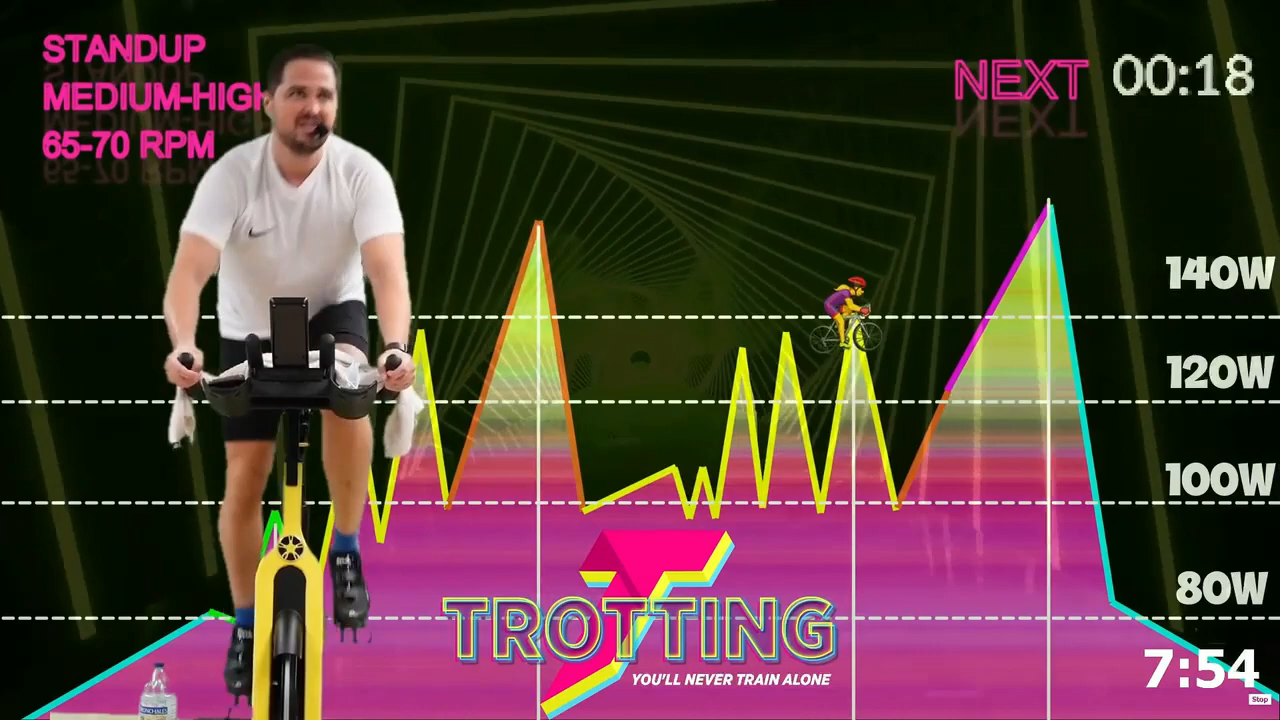 STANDUP
MEDIUM-HIGH
65-70 RPM
NEXT 00:18
140W
120W
100W
80W
TROTTING
YOU'LL NEVER TRAIN ALONE
7:54
Stop